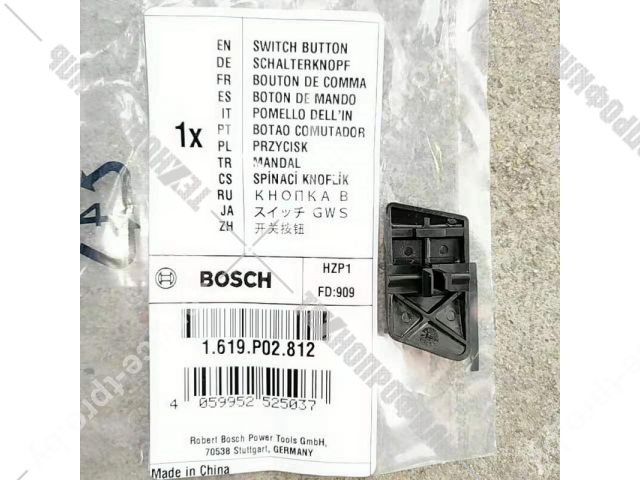 1x
EN SWITCH BUTTON
DE SCHALTERKNOPF
FR BOUTON DE COMMA
ES BOTON DE MANDO
IT POMELLO DELL'IN
PT BOTAO COMUTADOR
PL PRZYCISK
TR MANDAL
CS SPÍNACÍ KNOFLÍK
RU КНОПКА В
JA スイッチ GWS
ZH 开关按钮
BOSCH
HZP1
FD:909
1.619.P02.812
4 059952 525037
Robert Bosch Power Tools GmbH,
70538 Stuttgart, GERMANY
Made in China
4